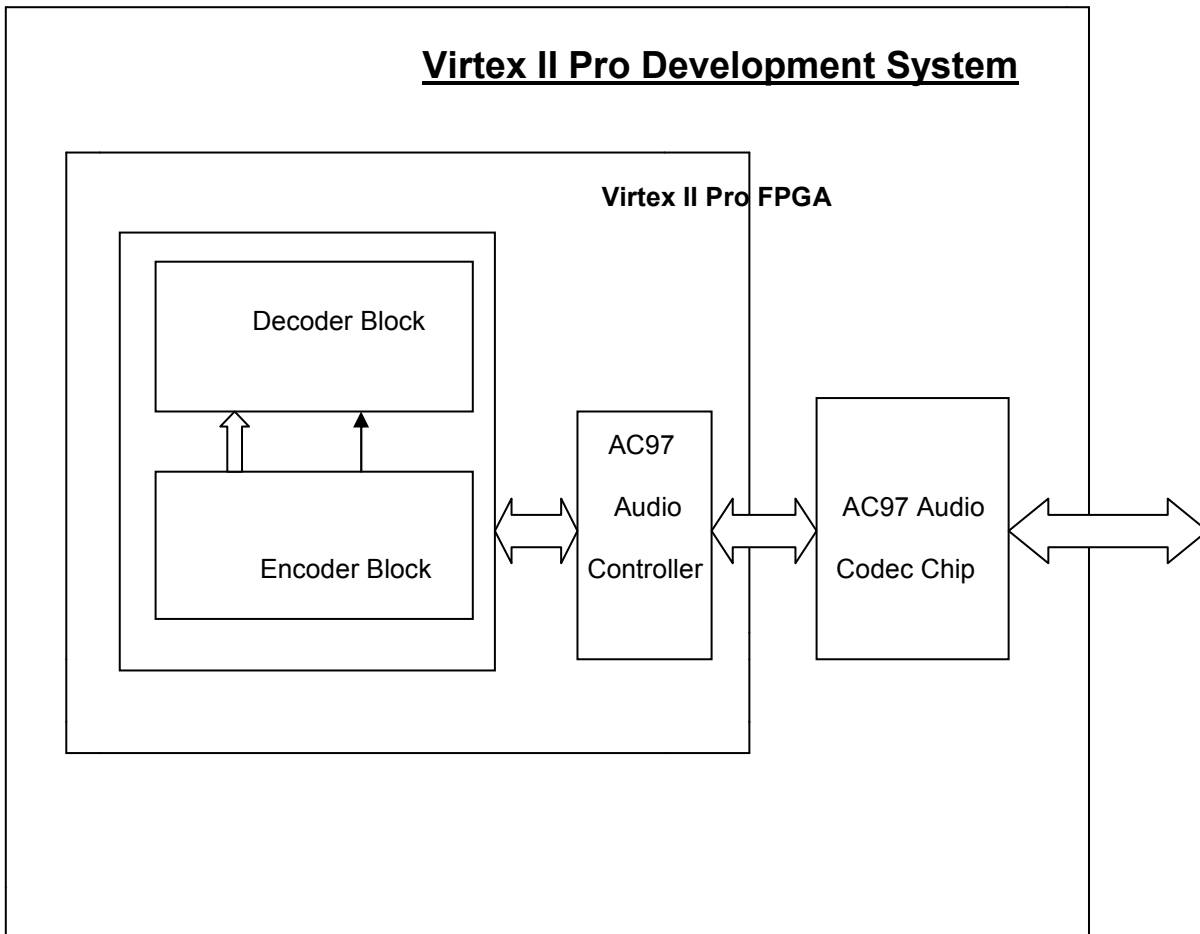 Virtex II Pro Development System
Virtex II Pro FPGA
Decoder Block
Encoder Block
AC97
Audio
Controller
AC97 Audio
Codec Chip